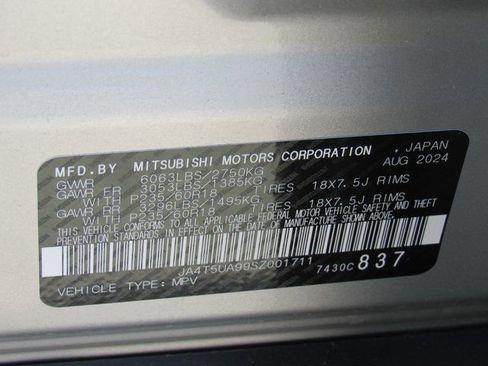 MFD.BY MITSUBISHI MOTORS CORPORATION. JAPAN
GVWR 6063LBS/2750KG AUG 2024
GAWR FR 3053LBS/1385KG
WITH P235/60R18 TIRES 18X7.5J RIMS
GAWR RR 3296LBS/1495KG
WITH P235/60R18 TIRES 18X7.5J RIMS
THIS VEHICLE CONFORMS TO ALL APPLICABLE FEDERAL MOTOR VEHICLE SAFETY AND THEFT PREVENTION STANDARDS IN EFFECT ON THE DATE OF MANUFACTURE SHOWN ABOVE.
JA4T5UA99SZ001711 7430C 837
VEHICLE TYPE: MPV